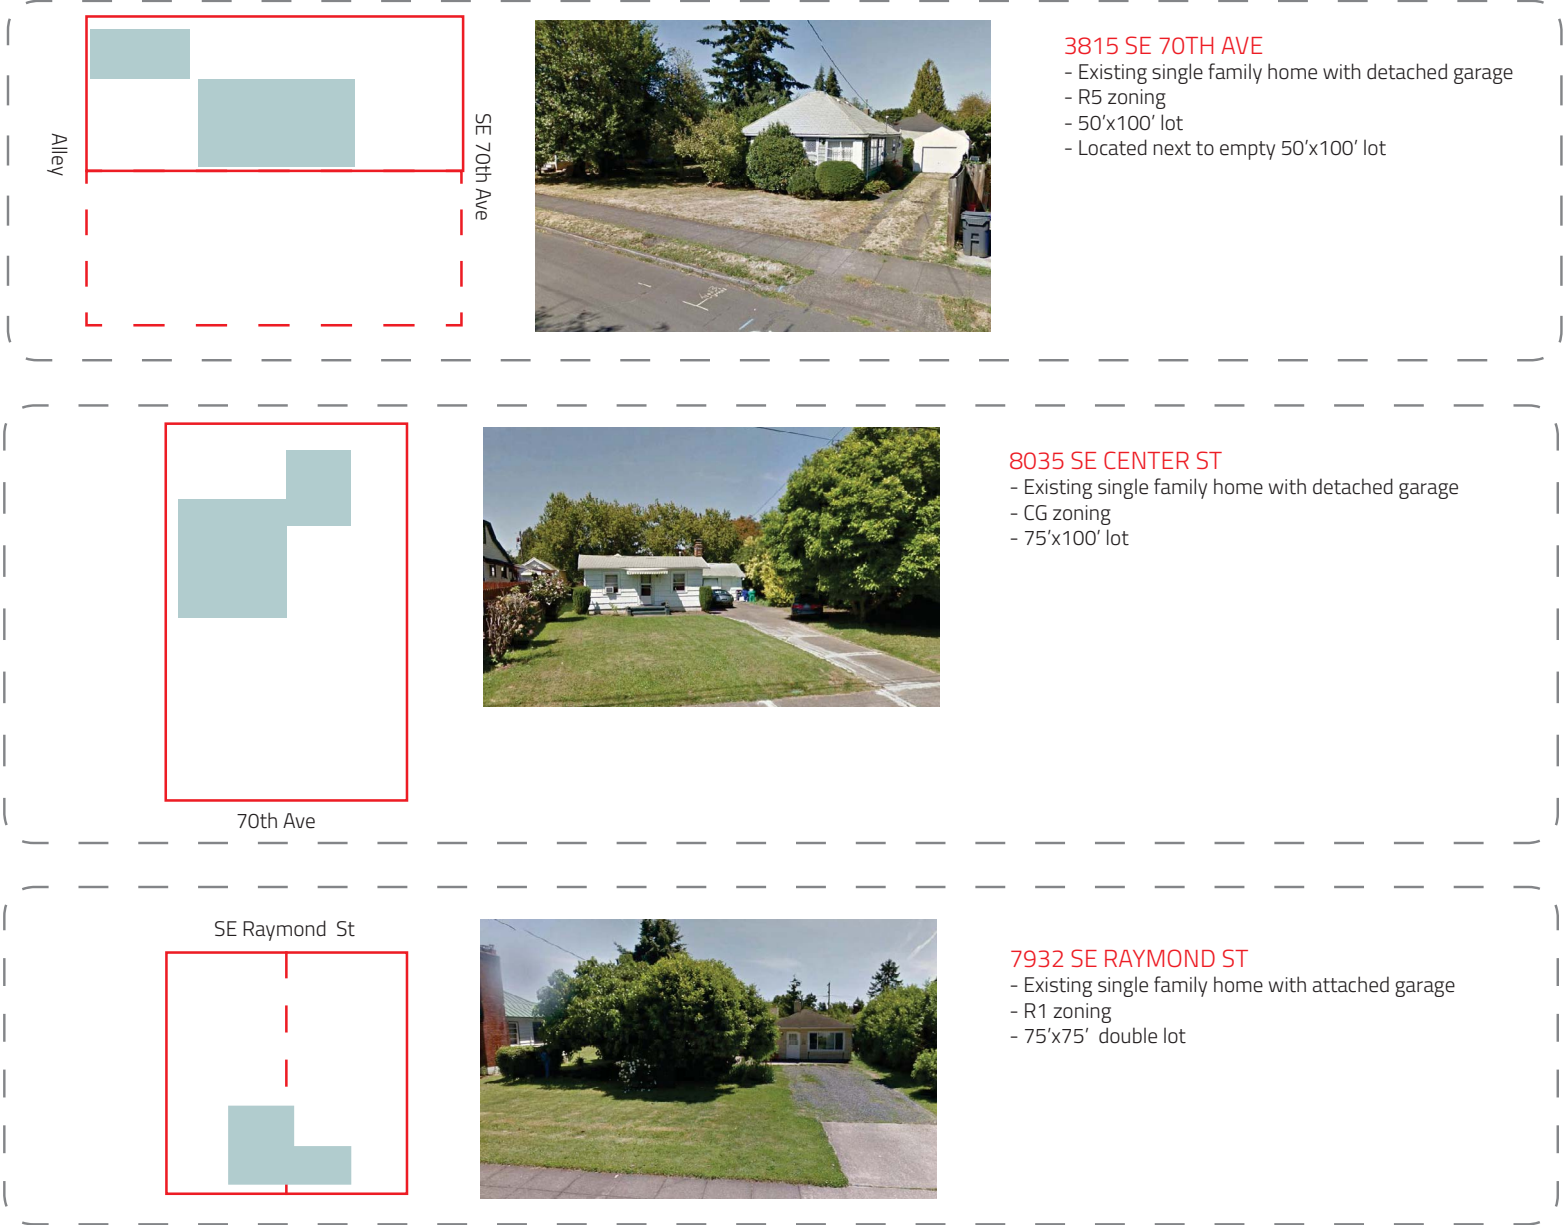 Alley
SE 70th Ave
3815 SE 70TH AVE
- Existing single family home with detached garage
- R5 zoning
- 50’x100’ lot
- Located next to empty 50’x100’ lot
70th Ave
8035 SE CENTER ST
- Existing single family home with detached garage
- CG zoning
- 75’x100’ lot
SE Raymond  St
7932 SE RAYMOND ST
- Existing single family home with attached garage
- R1 zoning
- 75’x75’  double lot